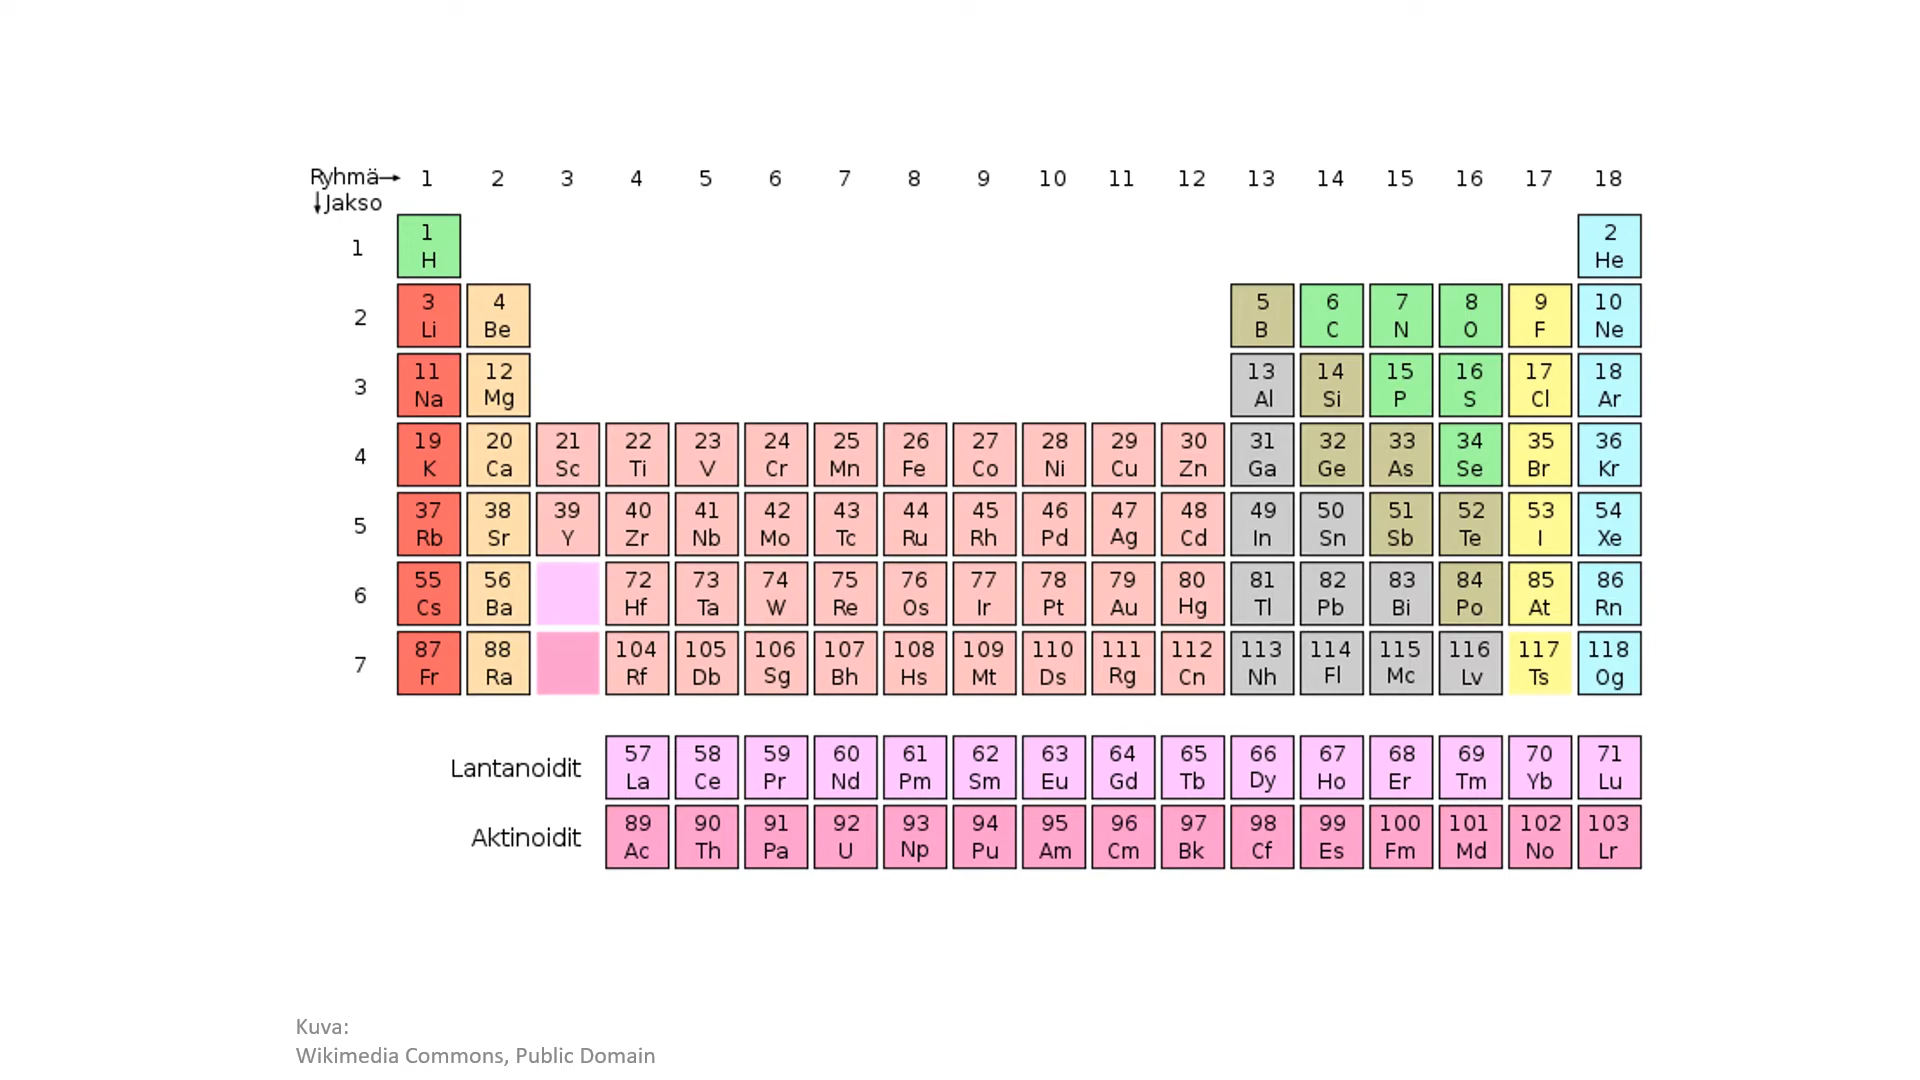 Ryhmä→ 1 2 3 4 5 6 7 8 9 10 11 12 13 14 15 16 17 18
↓Jakso
1 1 2
H He
2 3 4 5 6 7 8 9 10
Li Be B C N O F Ne
3 11 12 13 14 15 16 17 18
Na Mg Al Si P S Cl Ar
4 19 20 21 22 23 24 25 26 27 28 29 30 31 32 33 34 35 36
K Ca Sc Ti V Cr Mn Fe Co Ni Cu Zn Ga Ge As Se Br Kr
5 37 38 39 40 41 42 43 44 45 46 47 48 49 50 51 52 53 54
Rb Sr Y Zr Nb Mo Tc Ru Rh Pd Ag Cd In Sn Sb Te I Xe
6 55 56 72 73 74 75 76 77 78 79 80 81 82 83 84 85 86
Cs Ba Hf Ta W Re Os Ir Pt Au Hg Tl Pb Bi Po At Rn
7 87 88 104 105 106 107 108 109 110 111 112 113 114 115 116 117 118
Fr Ra Rf Db Sg Bh Hs Mt Ds Rg Cn Nh Fl Mc Lv Ts Og
Lantanoidit 57 58 59 60 61 62 63 64 65 66 67 68 69 70 71
La Ce Pr Nd Pm Sm Eu Gd Tb Dy Ho Er Tm Yb Lu
Aktinoidit 89 90 91 92 93 94 95 96 97 98 99 100 101 102 103
Ac Th Pa U Np Pu Am Cm Bk Cf Es Fm Md No Lr
Kuva:
Wikimedia Commons, Public Domain